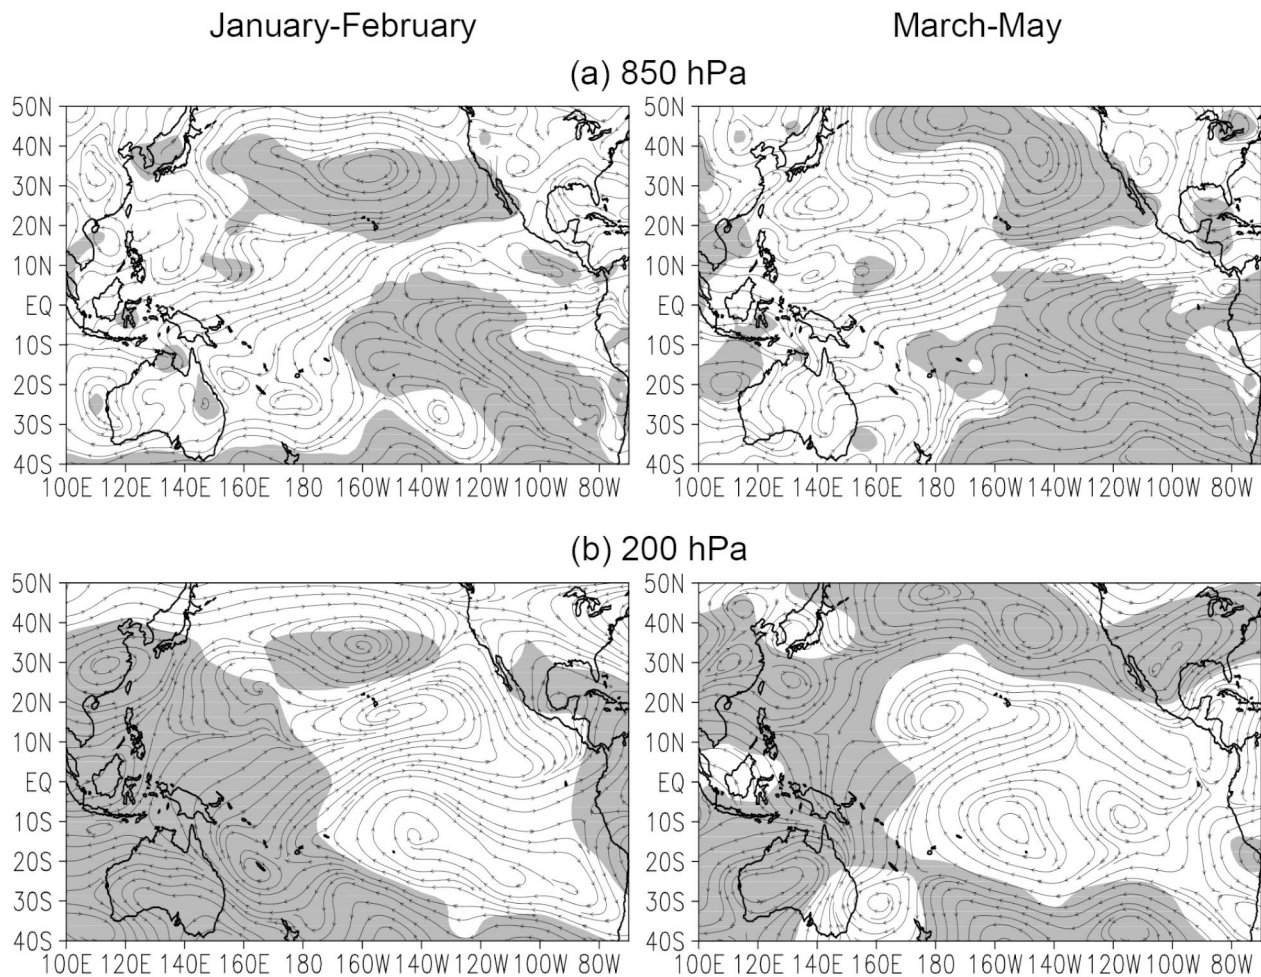 January-February March-May
(a) 850 hPa
50N 50N
40N 40N
30N 30N
20N 20N
10N 10N
EQ EQ
10S 10S
20S 20S
30S 30S
40S 40S
100E 120E 140E 160E 180 160W 140W 120W 100W 80W 100E 120E 140E 160E 180 160W 140W 120W 100W 80W
(b) 200 hPa
50N 50N
40N 40N
30N 30N
20N 20N
10N 10N
EQ EQ
10S 10S
20S 20S
30S 30S
40S 40S
100E 120E 140E 160E 180 160W 140W 120W 100W 80W 100E 120E 140E 160E 180 160W 140W 120W 100W 80W